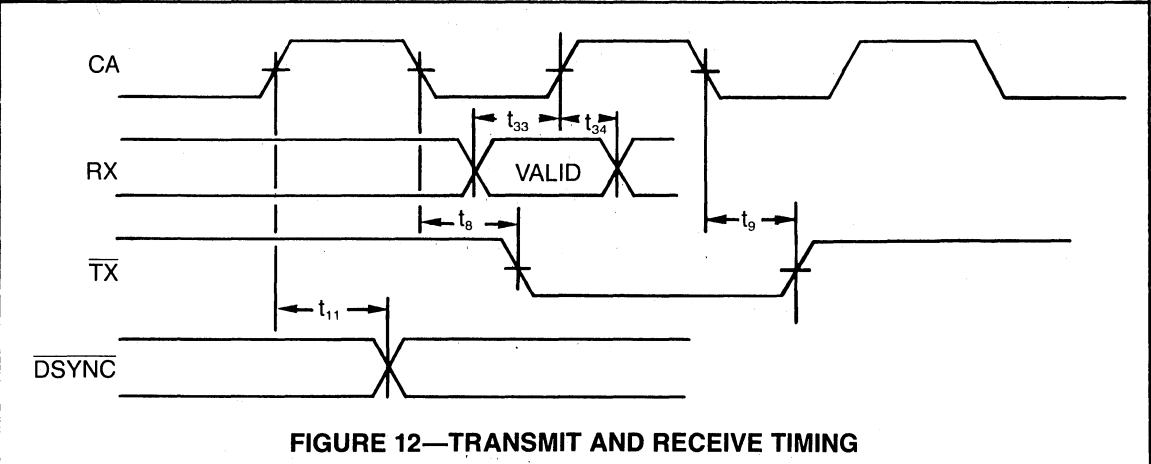 CA
t33
t34
RX
VALID
t8
t9
TX
t11
DSYNC
FIGURE 12—TRANSMIT AND RECEIVE TIMING